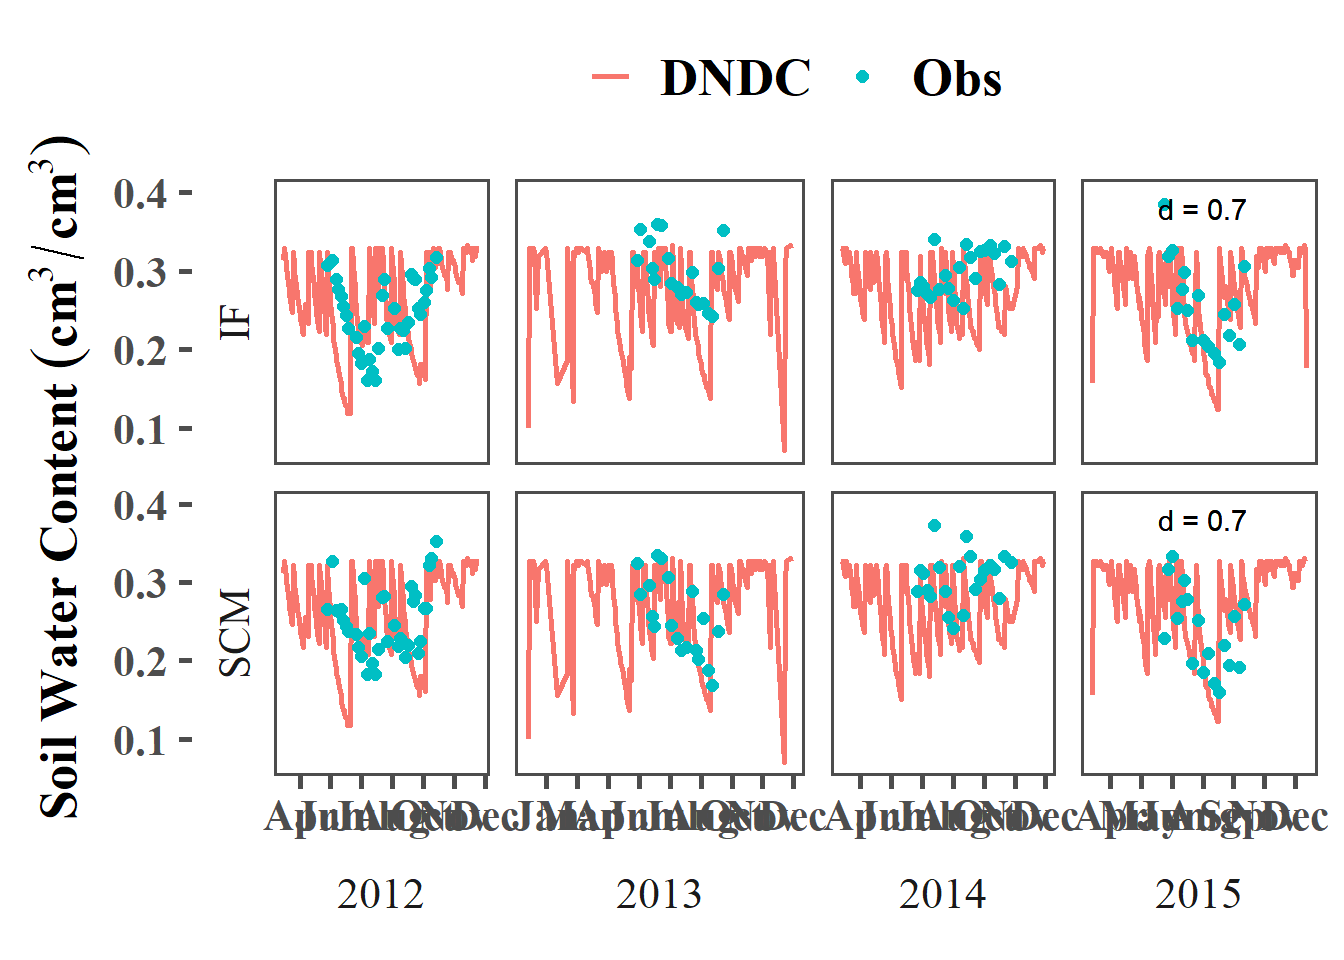 DNDC Obs
Soil Water Content (cm³/cm³)
0.4
0.3
0.2
0.1
IF
d = 0.7
0.4
0.3
0.2
0.1
SCM
d = 0.7
2012 2013 2014 2015